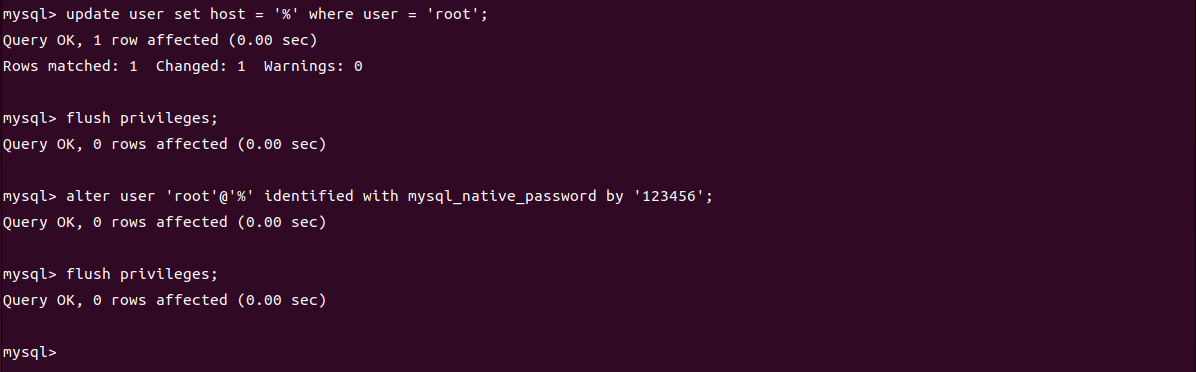 mysql> update user set host = '%' where user = 'root';
Query OK, 1 row affected (0.00 sec)
Rows matched: 1  Changed: 1  Warnings: 0
mysql> flush privileges;
Query OK, 0 rows affected (0.00 sec)
mysql> alter user 'root'@'%' identified with mysql_native_password by '123456';
Query OK, 0 rows affected (0.00 sec)
mysql> flush privileges;
Query OK, 0 rows affected (0.00 sec)
mysql>